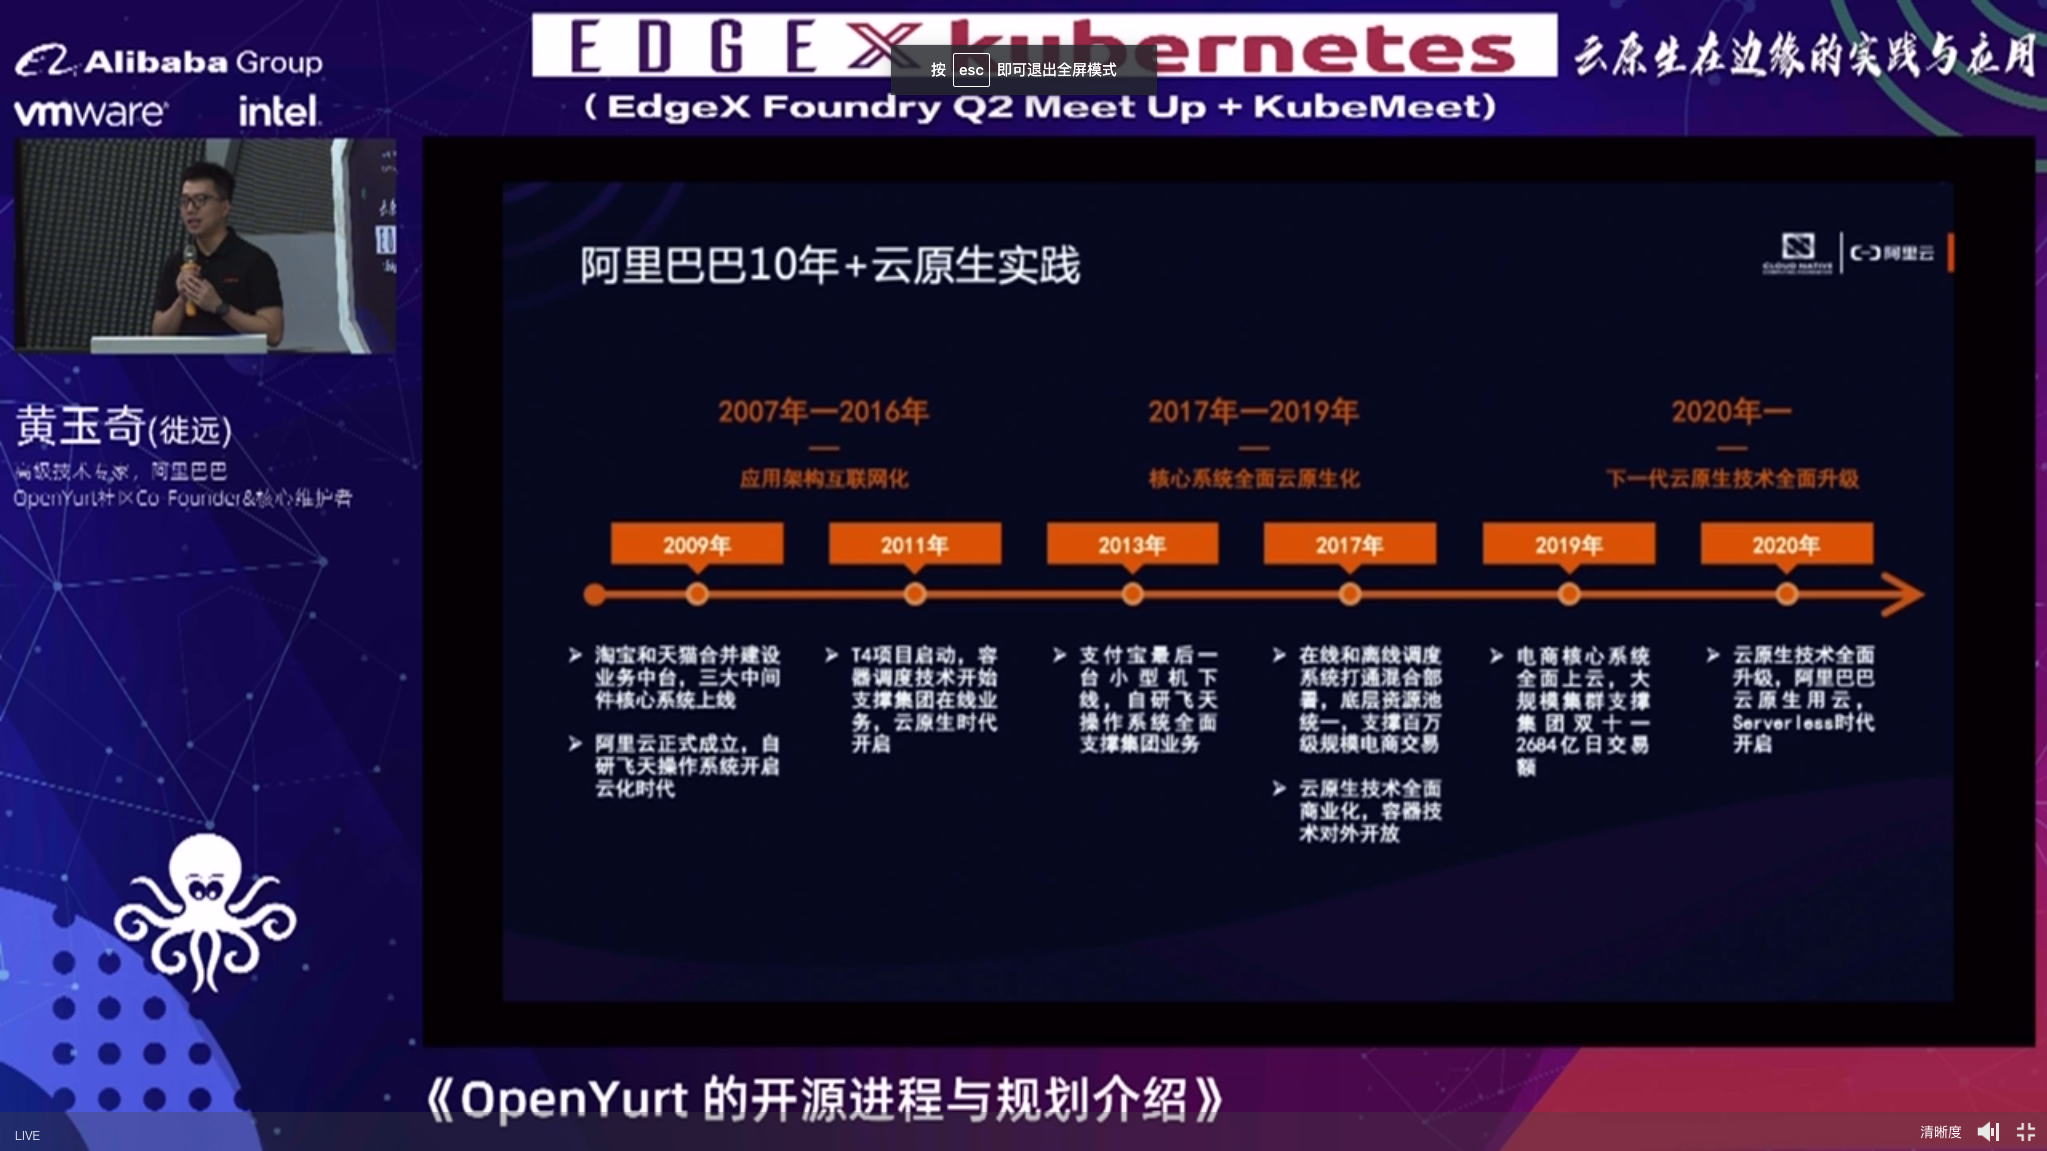 Alibaba Group
vmware intel
EDGE X kubernetes
按 esc 即可退出全屏模式
( EdgeX Foundry Q2 Meet Up + KubeMeet)
云原生在边缘的实践与应用
黄玉奇(徙远)
高级技术专家，阿里巴巴
OpenYurt社区Co-Founder&核心维护者
阿里巴巴10年+云原生实践
CLOUD NATIVE
阿里云
2007年—2016年
应用架构互联网化
2017年—2019年
核心系统全面云原生化
2020年—
下一代云原生技术全面升级
2009年
淘宝和天猫合并建设
业务中台，三大中间
件核心系统上线
阿里云正式成立，自
研飞天操作系统开启
云化时代
2011年
T4项目启动，容
器调度技术开始
支撑集团在线业
务，云原生时代
开启
2013年
支付宝最后一
台小型机下
线，自研飞天
操作系统全面
支撑集团业务
2017年
在线和离线调度
系统打通混合部
署，底层资源池
统一，支撑百万
级规模电商交易
云原生技术全面
商业化，容器技
术对外开放
2019年
电商核心系统
全面上云，大
规模集群支撑
集团双十一
2684亿日交易
额
2020年
云原生技术全面
升级，阿里巴巴
云原生用云，
Serverless时代
开启
《OpenYurt 的开源进程与规划介绍》
LIVE
清晰度